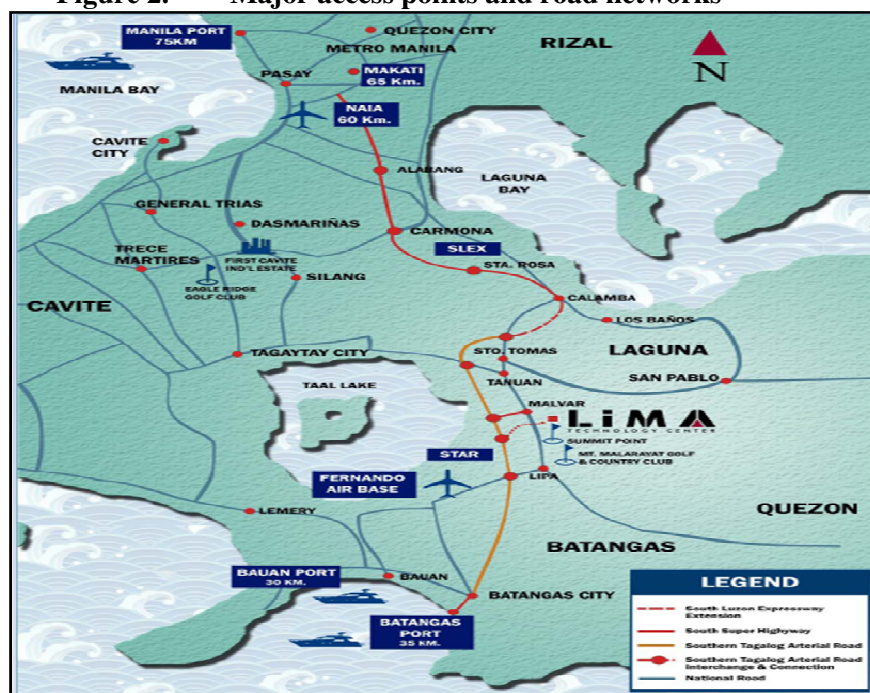 Figure 2. Major access points and road networks
MANILA PORT
75KM
QUEZON CITY
METRO MANILA
RIZAL
N
MAKATI
65 Km.
PASAY
MANILA BAY
NAIA
60 Km.
CAVITE
CITY
ALABANG
LAGUNA
BAY
GENERAL TRIAS
DASMARIÑAS
CARMONA
SLEX
TRECE
MARTIRES
FIRST CAVITE
IND'L ESTATE
SILANG
STA. ROSA
EAGLE RIDGE
GOLF CLUB
CAVITE
CALAMBA
LOS BAÑOS
TAGAYTAY CITY
STO. TOMAS
LAGUNA
TANUAN
SAN PABLO
TAAL LAKE
MALVAR
LiMA
TECHNOLOGY CENTER
SUMMIT POINT
STAR
MT. MALARAYAT GOLF
& COUNTRY CLUB
FERNANDO
AIR BASE
LIPA
LEMERY
QUEZON
BATANGAS
BAUAN PORT
30 KM.
BAUAN
BATANGAS CITY
BATANGAS
PORT
35 KM.
LEGEND
South Luzon Expressway
Extension
South Super Highway
Southern Tagalog Arterial Road
Southern Tagalog Arterial Road
Interchange & Connection
National Road